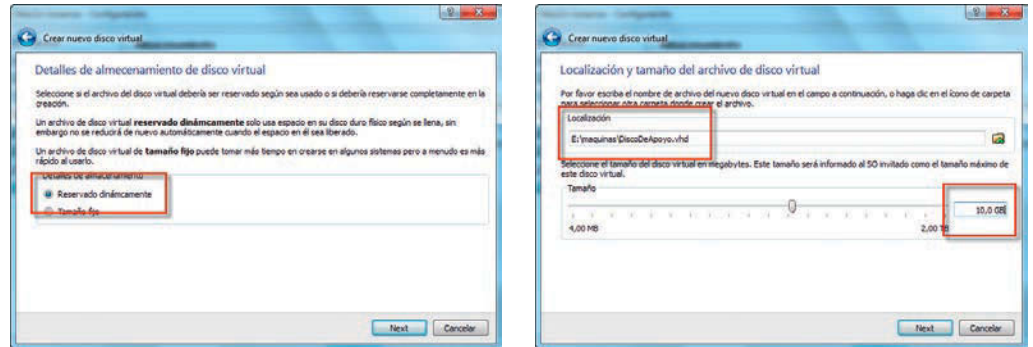 Crear nuevo disco virtual
Detalles de almecenamiento de disco virtual
Seleccione si el archivo del disco virtual debería ser reservado según sea usado o si debería reservarse completamente en la
creación.
Un archivo de disco virtual reservado dinámicamente solo usa espacio en su disco duro físico según se llena, sin
embargo no se reducirá de nuevo automáticamente cuando el espacio en él sea liberado.
Un archivo de disco virtual de tamaño fijo puede tomar más tiempo en crearse en algunos sistemas pero a menudo es más
rápido al usarlo.
Detalles de almacenamiento
Reservado dinámicamente
Tamaño fijo
Next
Cancelar
Crear nuevo disco virtual
Localización y tamaño del archivo de disco virtual
Por favor escriba el nombre de archivo del nuevo disco virtual en el campo a continuación, o haga clic en el ícono de carpeta
para seleccionar otra carpeta donde crear el archivo.
Localización
E:\maquinas\DiscoDeApoyo.vhd
Seleccione el tamaño del disco virtual en megabytes. Este tamaño será informado al SO invitado como el tamaño máximo de
este disco virtual.
Tamaño
10,0 GB
4,00 MB
2,00 TB
Next
Cancelar